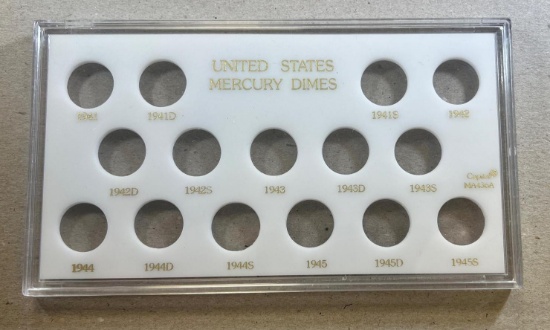 UNITED STATES
MERCURY DIMES
1941D 1941S 1942
1942D 1942S 1943 1943D 1943S
Capital
1944 1944D 1944S 1945 1945D 1945S